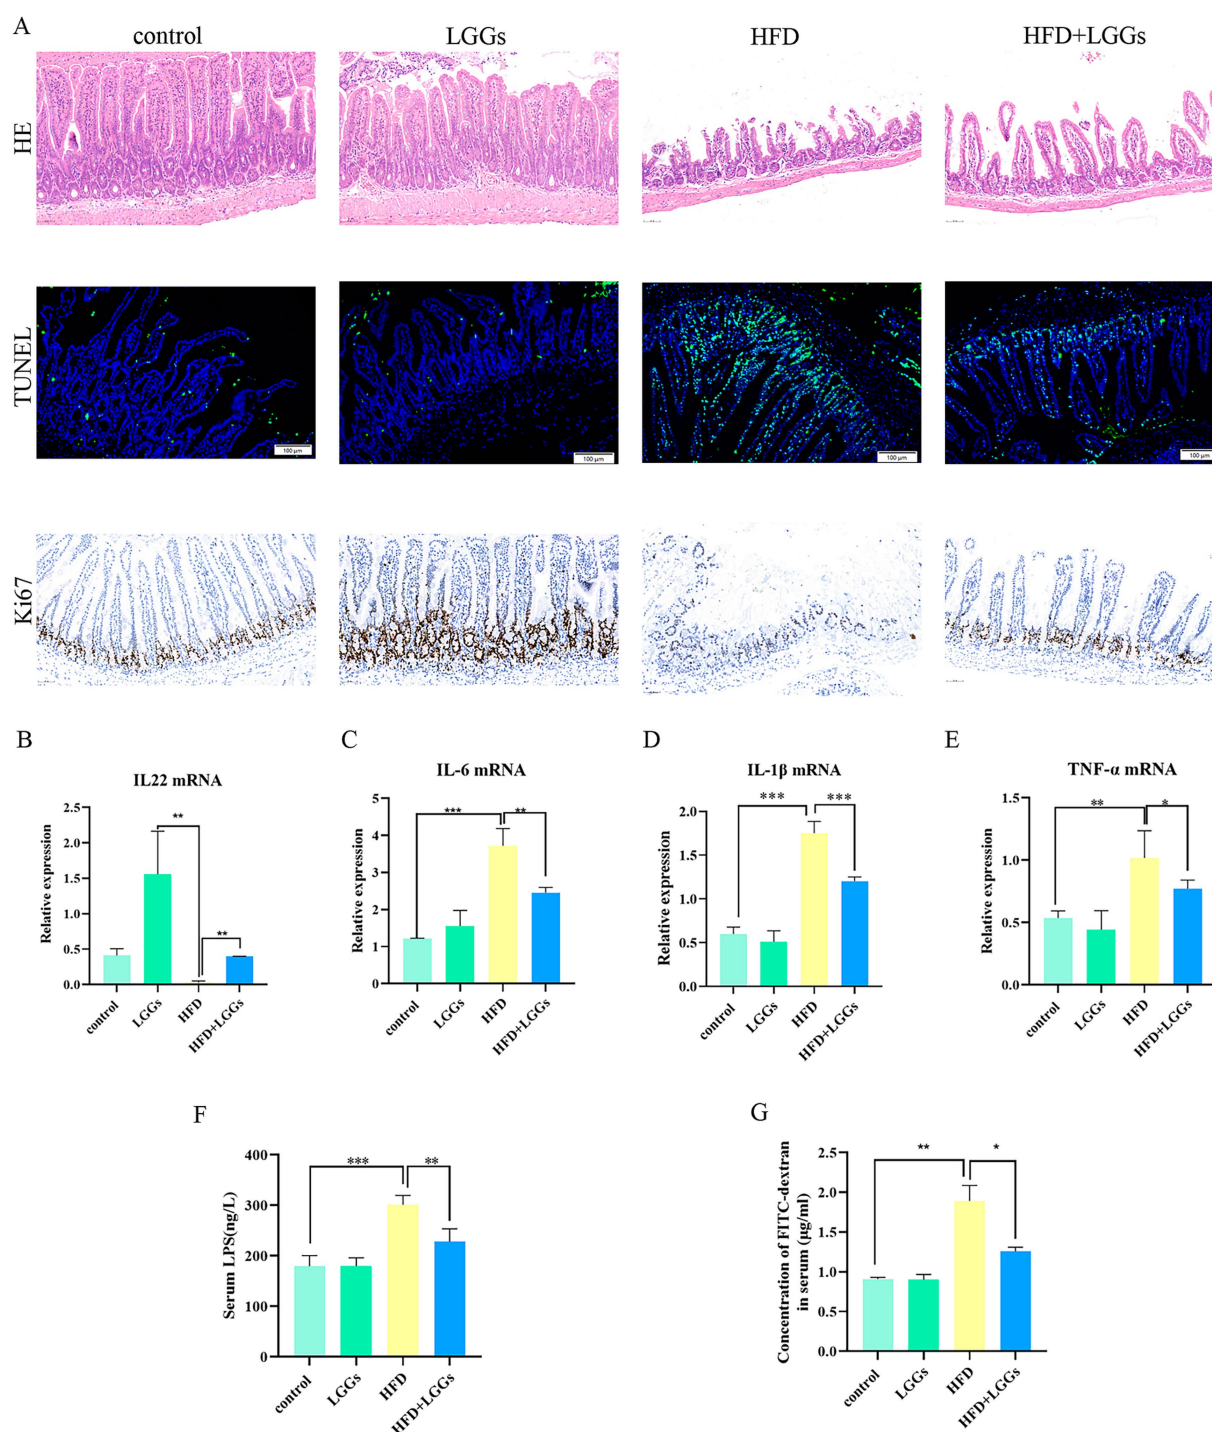 A
control
LGGs
HFD
HFD+LGGs
HE
TUNEL
100 µm
100 µm
100 µm
100 µm
Ki67
B
IL22 mRNA
Relative expression
2.5
2.0
1.5
1.0
0.5
0.0
**
**
control
LGGs
HFD
HFD+LGGs
C
IL-6 mRNA
Relative expression
5
4
3
2
1
0
***
**
control
LGGs
HFD
HFD+LGGs
D
IL-1β mRNA
Relative expression
2.0
1.5
1.0
0.5
0.0
***
***
control
LGGs
HFD
HFD+LGGs
E
TNF-α mRNA
Relative expression
1.5
1.0
0.5
0.0
**
*
control
LGGs
HFD
HFD+LGGs
F
Serum LPS(ng/L)
400
300
200
100
0
***
**
control
LGGs
HFD
HFD+LGGs
G
Concentration of FITC-dextran
in serum (µg/ml)
2.5
2.0
1.5
1.0
0.5
0.0
**
*
control
LGGs
HFD
HFD+LGGs